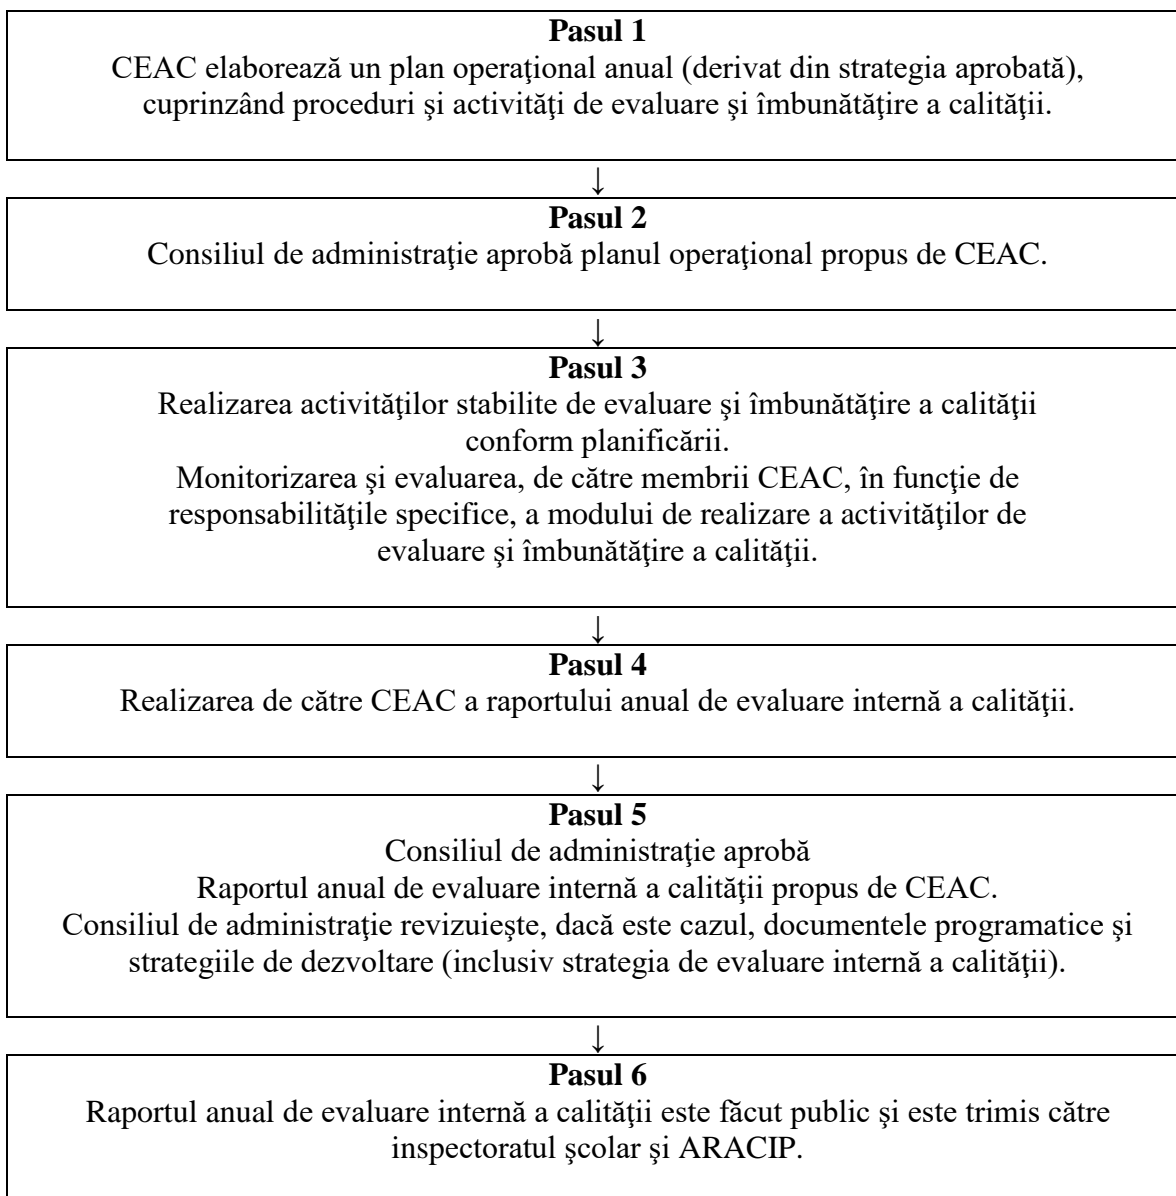 Pasul 1
CEAC elaborează un plan operaţional anual (derivat din strategia aprobată),
cuprinzând proceduri şi activităţi de evaluare şi îmbunătăţire a calităţii.
↓
Pasul 2
Consiliul de administraţie aprobă planul operaţional propus de CEAC.
↓
Pasul 3
Realizarea activităţilor stabilite de evaluare şi îmbunătăţire a calităţii
conform planificării.
Monitorizarea şi evaluarea, de către membrii CEAC, în funcţie de
responsabilităţile specifice, a modului de realizare a activităţilor de
evaluare şi îmbunătăţire a calităţii.
↓
Pasul 4
Realizarea de către CEAC a raportului anual de evaluare internă a calităţii.
↓
Pasul 5
Consiliul de administraţie aprobă
Raportul anual de evaluare internă a calităţii propus de CEAC.
Consiliul de administraţie revizuieşte, dacă este cazul, documentele programatice şi
strategiile de dezvoltare (inclusiv strategia de evaluare internă a calităţii).
↓
Pasul 6
Raportul anual de evaluare internă a calităţii este făcut public şi este trimis către
inspectoratul şcolar şi ARACIP.